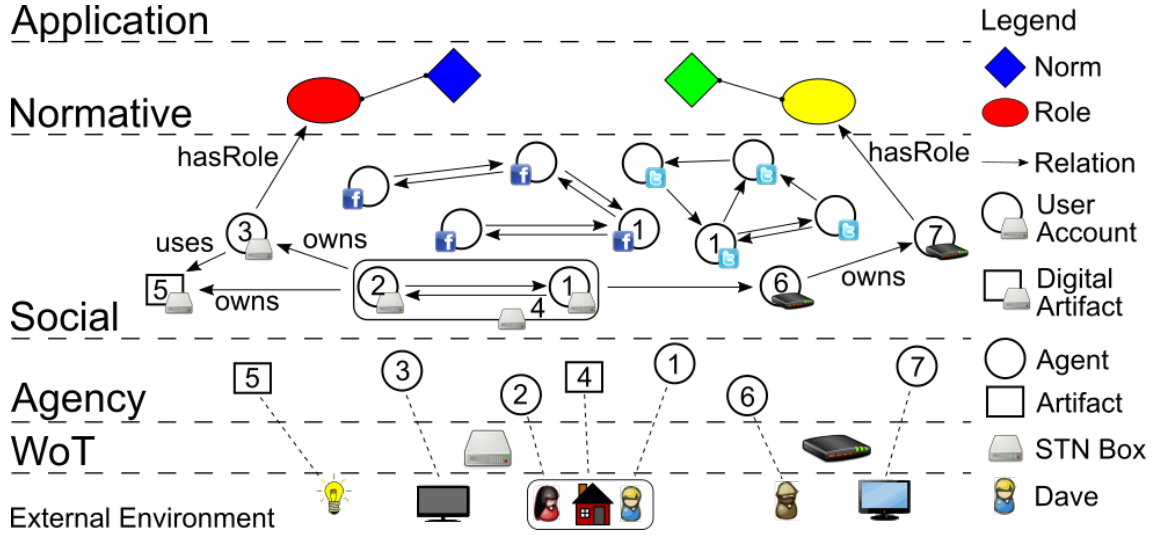 Application
Legend
Norm
Normative
Role
hasRole
hasRole
Relation
f
f
t
t
User
Account
3
uses
owns
f
f
1
1
t
t
7
5
owns
2
1
4
6
owns
Digital
Artifact
Social
5
3
2
4
1
6
7
Agent
Agency
Artifact
WoT
STN Box
External Environment
Dave